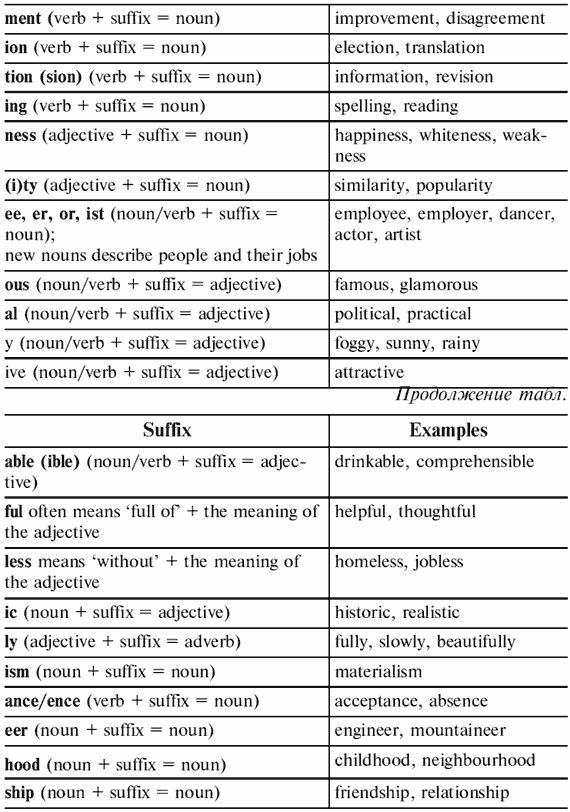 ment (verb + suffix = noun) improvement, disagreement
ion (verb + suffix = noun) election, translation
tion (sion) (verb + suffix = noun) information, revision
ing (verb + suffix = noun) spelling, reading
ness (adjective + suffix = noun) happiness, whiteness, weak-
ness
(i)ty (adjective + suffix = noun) similarity, popularity
ee, er, or, ist (noun/verb + suffix = employee, employer, dancer,
noun); actor, artist
new nouns describe people and their jobs
ous (noun/verb + suffix = adjective) famous, glamorous
al (noun/verb + suffix = adjective) political, practical
y (noun/verb + suffix = adjective) foggy, sunny, rainy
ive (noun/verb + suffix = adjective) attractive
Продолжение табл.
Suffix Examples
able (ible) (noun/verb + suffix = adjec- drinkable, comprehensible
tive)
ful often means ‘full of’ + the meaning of helpful, thoughtful
the adjective
less means ‘without’ + the meaning of homeless, jobless
the adjective
ic (noun + suffix = adjective) historic, realistic
ly (adjective + suffix = adverb) fully, slowly, beautifully
ism (noun + suffix = noun) materialism
ance/ence (verb + suffix = noun) acceptance, absence
eer (noun + suffix = noun) engineer, mountaineer
hood (noun + suffix = noun) childhood, neighbourhood
ship (noun + suffix = noun) friendship, relationship